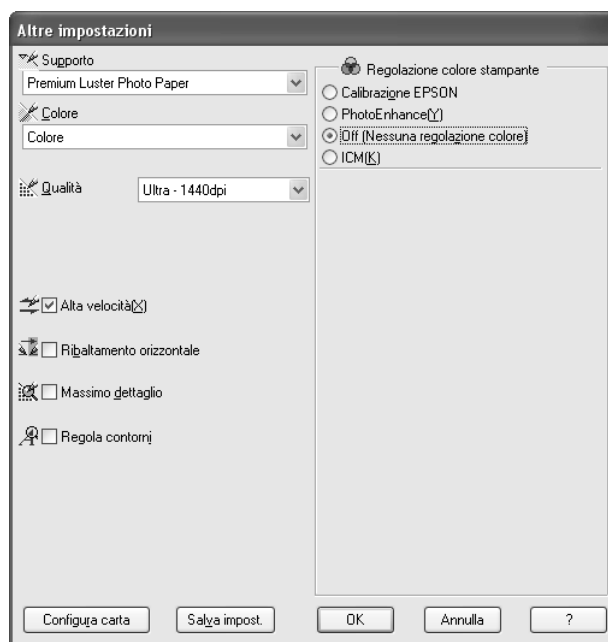 Altre impostazioni
Supporto
Premium Luster Photo Paper
Colore
Colore
Qualità
Ultra - 1440dpi
Alta velocità(X)
Ribaltamento orizzontale
Massimo dettaglio
Regola contorni
Regolazione colore stampante
Calibrazione EPSON
PhotoEnhance(Y)
Off (Nessuna regolazione colore)
ICM(K)
Configura carta
Salva impost.
OK
Annulla
?